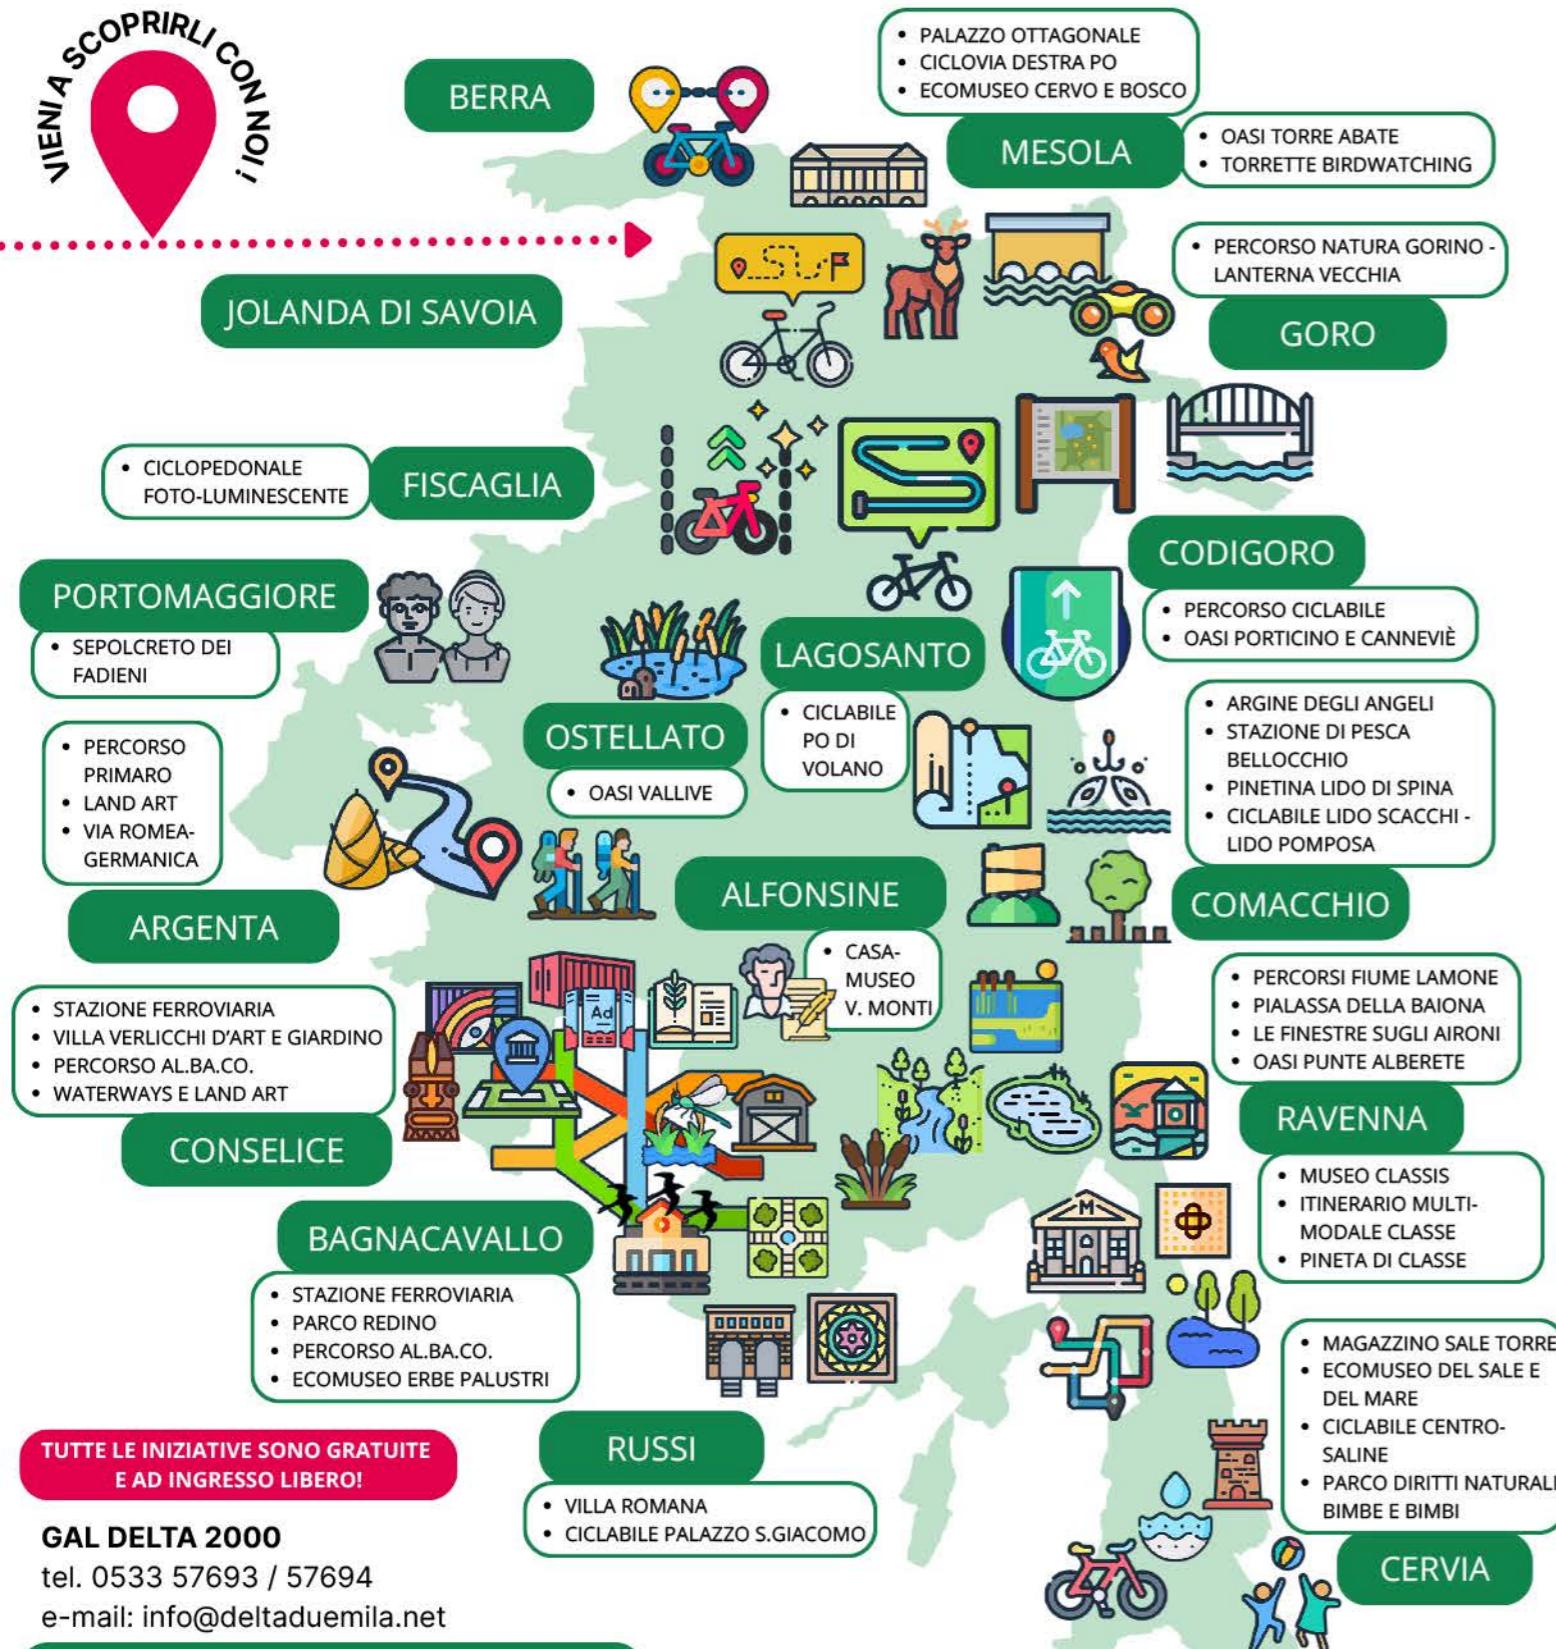 VIENI A SCOPRIRLI CON NOI!
BERRA
PALAZZO OTTAGONALE
CICLOVIA DESTRA PO
ECOMUSEO CERVO E BOSCO
MESOLA
OASI TORRE ABATE
TORRETTE BIRDWATCHING
PERCORSO NATURA GORINO -
LANTERNA VECCHIA
GORO
JOLANDA DI SAVOIA
CICLOPEDONALE
FOTO-LUMINESCENTE
FISCAGLIA
CODIGORO
PERCORSO CICLABILE
OASI PORTICINO E CANNEVIÈ
PORTOMAGGIORE
SEPOLCRETO DEI
FADIENI
LAGOSANTO
CICLABILE
PO DI
VOLANO
OSTELLATO
OASI VALLIVE
ARGINE DEGLI ANGELI
STAZIONE DI PESCA
BELLOCCHIO
PINETINA LIDO DI SPINA
CICLABILE LIDO SCACCHI -
LIDO POMPOSA
COMACCHIO
PERCORSO
PRIMARO
LAND ART
VIA ROMEA-
GERMANICA
ARGENTA
ALFONSINE
CASA-
MUSEO
V. MONTI
Ad
STAZIONE FERROVIARIA
VILLA VERLICCHI D'ART E GIARDINO
PERCORSO AL.BA.CO.
WATERWAYS E LAND ART
CONSELICE
PERCORSI FIUME LAMONE
PIALASSA DELLA BAIONA
LE FINESTRE SUGLI AIRONI
OASI PUNTE ALBERETE
RAVENNA
MUSEO CLASSIS
ITINERARIO MULTI-
MODALE CLASSE
PINETA DI CLASSE
M
BAGNACAVALLO
STAZIONE FERROVIARIA
PARCO REDINO
PERCORSO AL.BA.CO.
ECOMUSEO ERBE PALUSTRI
RUSSI
VILLA ROMANA
CICLABILE PALAZZO S.GIACOMO
MAGAZZINO SALE TORRE
ECOMUSEO DEL SALE E
DEL MARE
CICLABILE CENTRO-
SALINE
PARCO DIRITTI NATURALI
BIMBE E BIMBI
CERVIA
TUTTE LE INIZIATIVE SONO GRATUITE
E AD INGRESSO LIBERO!
GAL DELTA 2000
tel. 0533 57693 / 57694
e-mail: info@deltaduemila.net